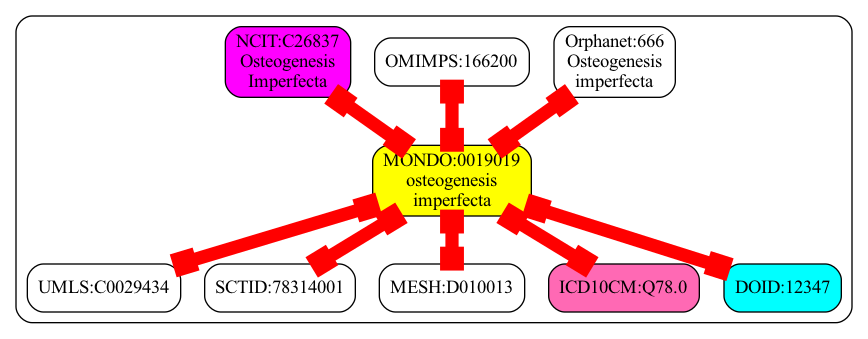 NCIT:C26837
Osteogenesis
Imperfecta
OMIMPS:166200
Orphanet:666
Osteogenesis
imperfecta
MONDO:0019019
osteogenesis
imperfecta
UMLS:C0029434
SCTID:78314001
MESH:D010013
ICD10CM:Q78.0
DOID:12347